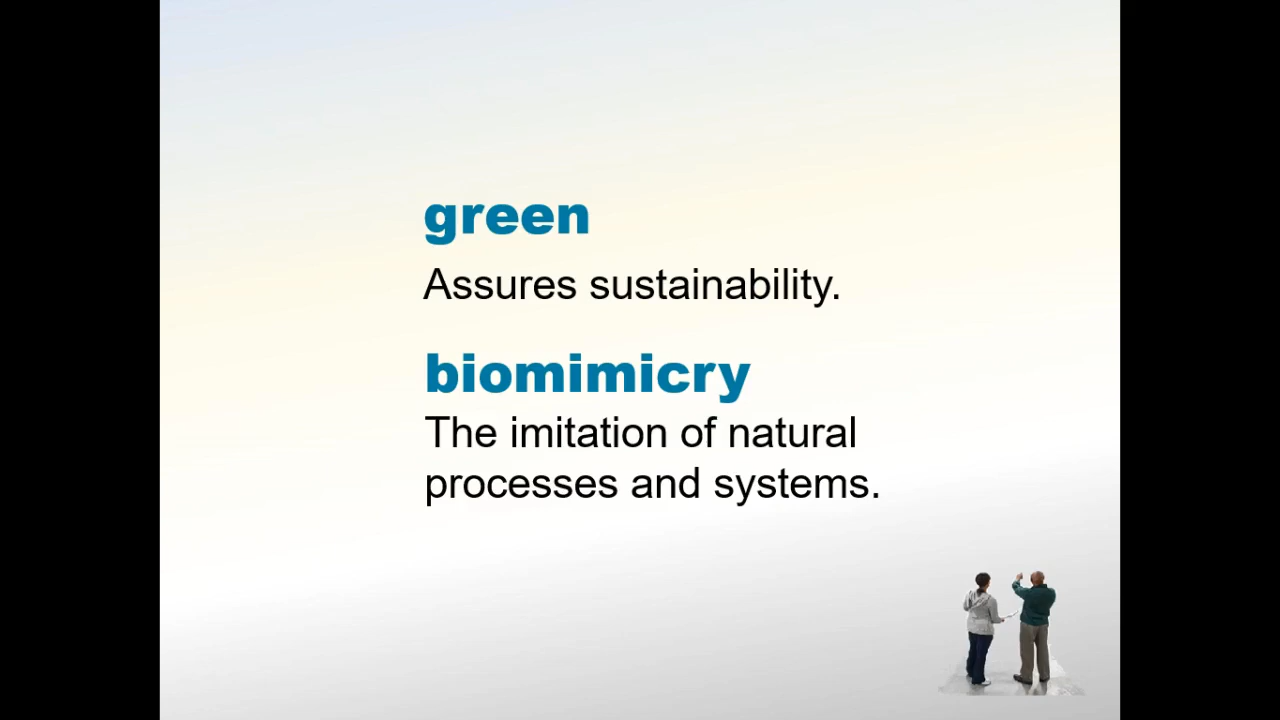 green
Assures sustainability.
biomimicry
The imitation of natural
processes and systems.